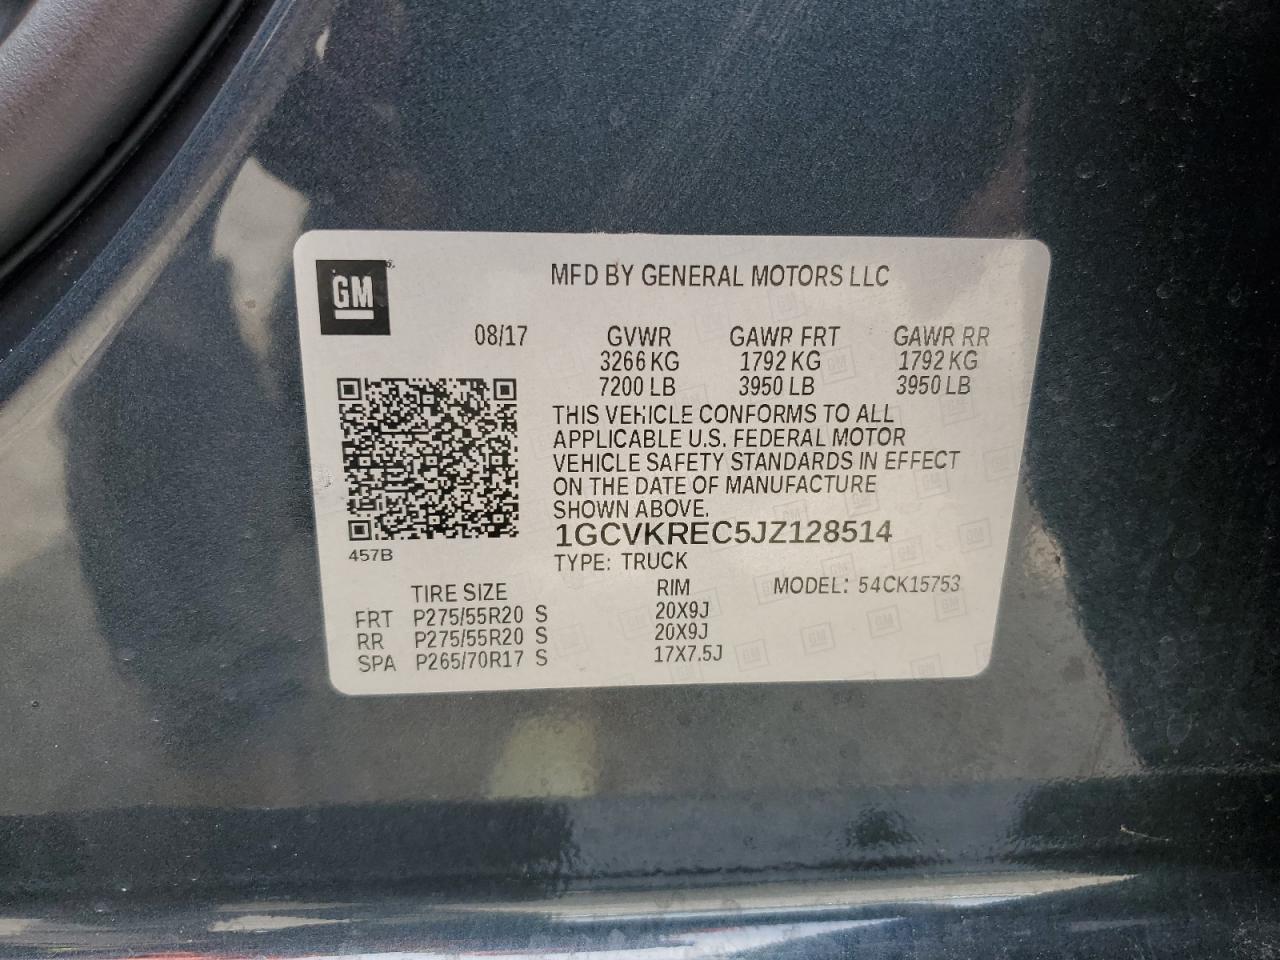 GM
MFD BY GENERAL MOTORS LLC
08/17 GVWR GAWR FRT GAWR RR
3266 KG 1792 KG 1792 KG
7200 LB 3950 LB 3950 LB
THIS VEHICLE CONFORMS TO ALL
APPLICABLE U.S. FEDERAL MOTOR
VEHICLE SAFETY STANDARDS IN EFFECT
ON THE DATE OF MANUFACTURE
SHOWN ABOVE.
1GCVKREC5JZ128514
457B
TYPE: TRUCK
TIRE SIZE RIM MODEL: 54CK15753
FRT P275/55R20 S 20X9J
RR P275/55R20 S 20X9J
SPA P265/70R17 S 17X7.5J